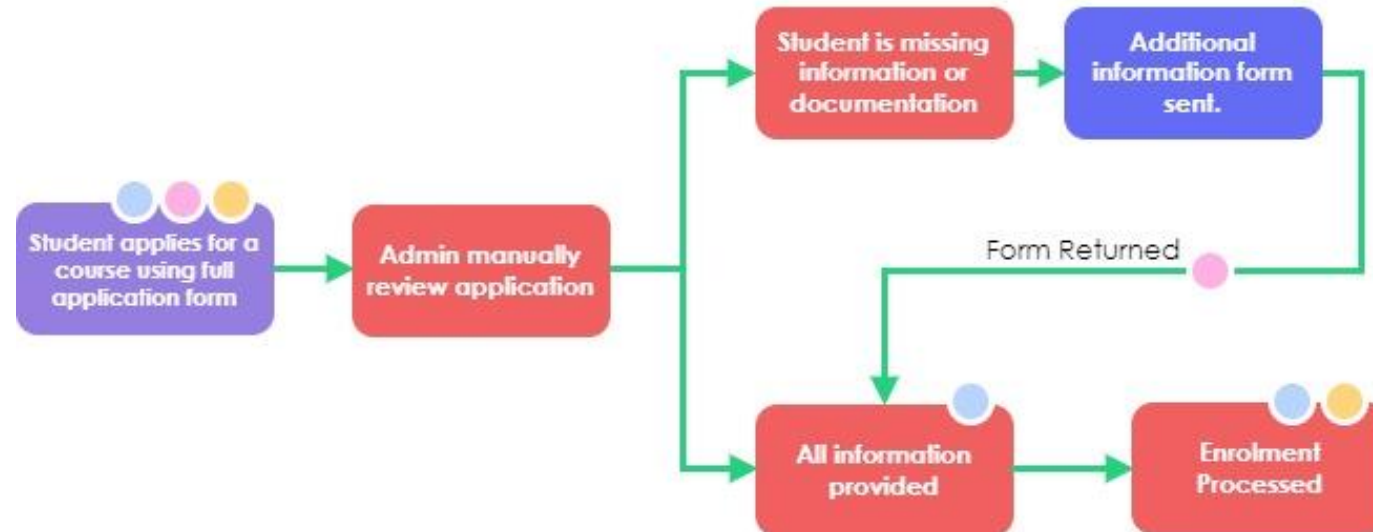 Student is missing
information or
documentation
Additional
information form
sent.
Student applies for a
course using full
application form
Admin manually
review application
Form Returned
All information
provided
Enrolment
Processed